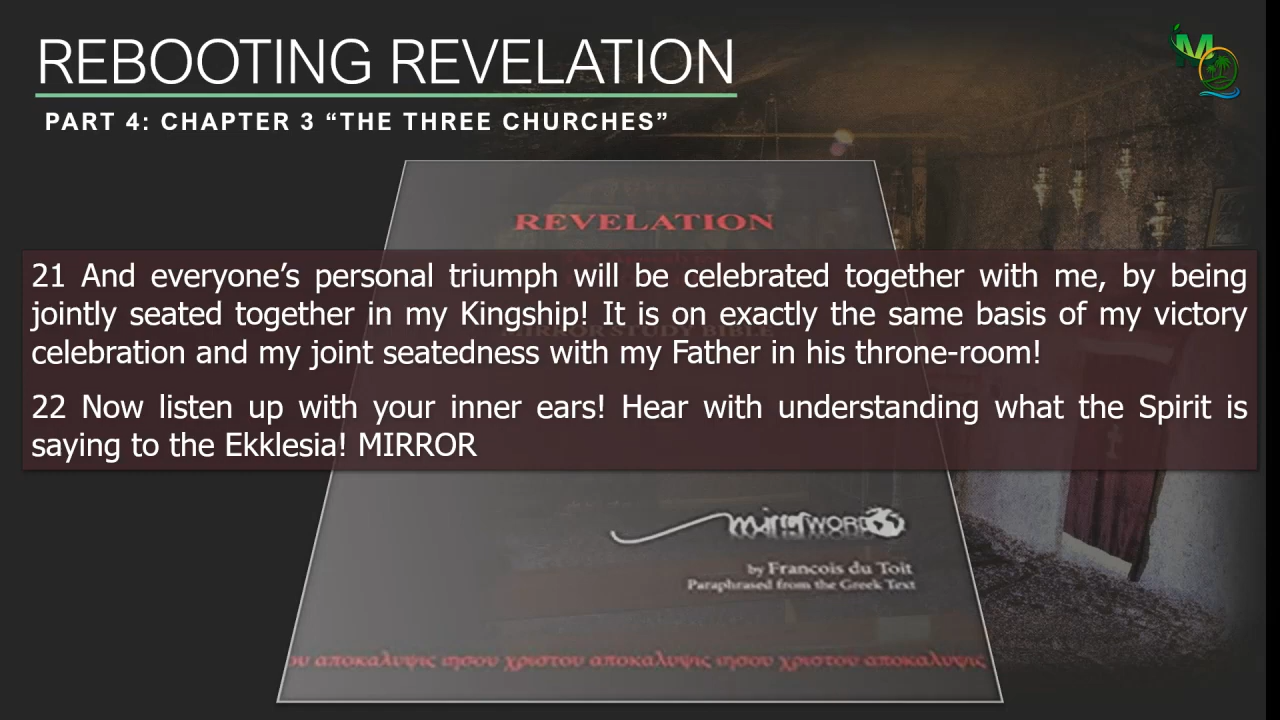 REBOOTING REVELATION
PART 4: CHAPTER 3 “THE THREE CHURCHES”
REVELATION
21 And everyone’s personal triumph will be celebrated together with me, by being
jointly seated together in my Kingship! It is on exactly the same basis of my victory
celebration and my joint seatedness with my Father in his throne-room!
MIRROR STUDY BIBLE
22 Now listen up with your inner ears! Hear with understanding what the Spirit is
saying to the Ekklesia! MIRROR
mirrorWORD
by Francois du Toit
Paraphrased from the Greek Text
ου αποκαλυψις ιησου χριστου αποκαλυψις ιησου χριστου αποκαλυψις